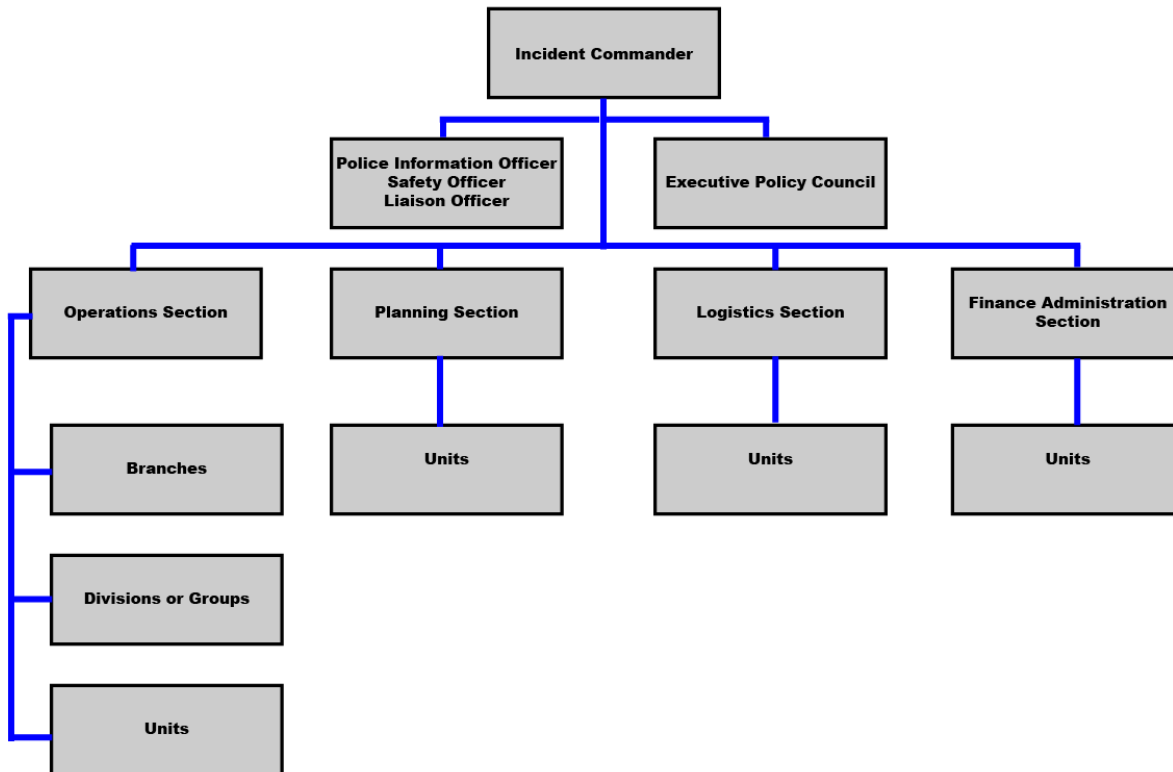 Incident Commander
Police Information Officer
Safety Officer
Liaison Officer
Executive Policy Council
Operations Section
Planning Section
Logistics Section
Finance Administration
Section
Branches
Units
Units
Units
Divisions or Groups
Units